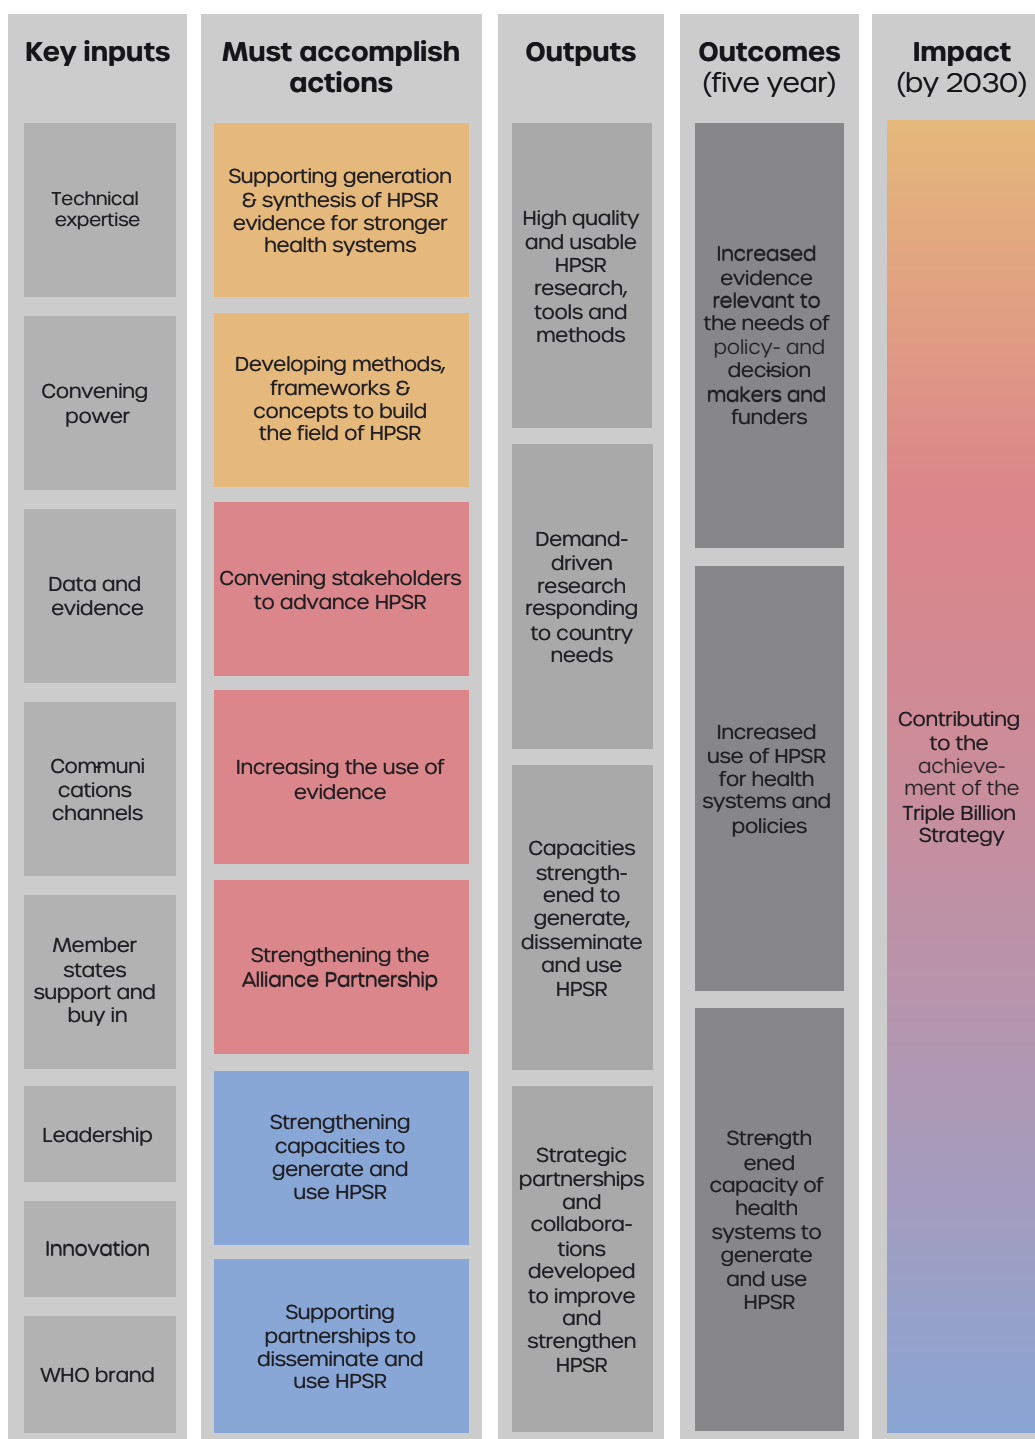 Key inputs
Technical
expertise
Convening
power
Data and
evidence
Communi
cations
channels
Member
states
support and
buy in
Leadership
Innovation
WHO brand
Must accomplish
actions
Supporting generation
& synthesis of HPSR
evidence for stronger
health systems
Developing methods,
frameworks &
concepts to build
the field of HPSR
Convening stakeholders
to advance HPSR
Increasing the use of
evidence
Strengthening the
Alliance Partnership
Strengthening
capacities to
generate and
use HPSR
Supporting
partnerships to
disseminate and
use HPSR
Outputs
High quality
and usable
HPSR
research,
tools and
methods
Demand-
driven
research
responding
to country
needs
Capacities
strength-
ened to
generate,
disseminate
and use
HPSR
Strategic
partnerships
and
collabora-
tions
developed
to improve
and
strengthen
HPSR
Outcomes
(five year)
Increased
evidence
relevant to
the needs of
policy- and
decision
makers and
funders
Increased
use of HPSR
for health
systems and
policies
Strength
ened
capacity of
health
systems to
generate
and use
HPSR
Impact
(by 2030)
Contributing
to the
achieve-
ment of the
Triple Billion
Strategy